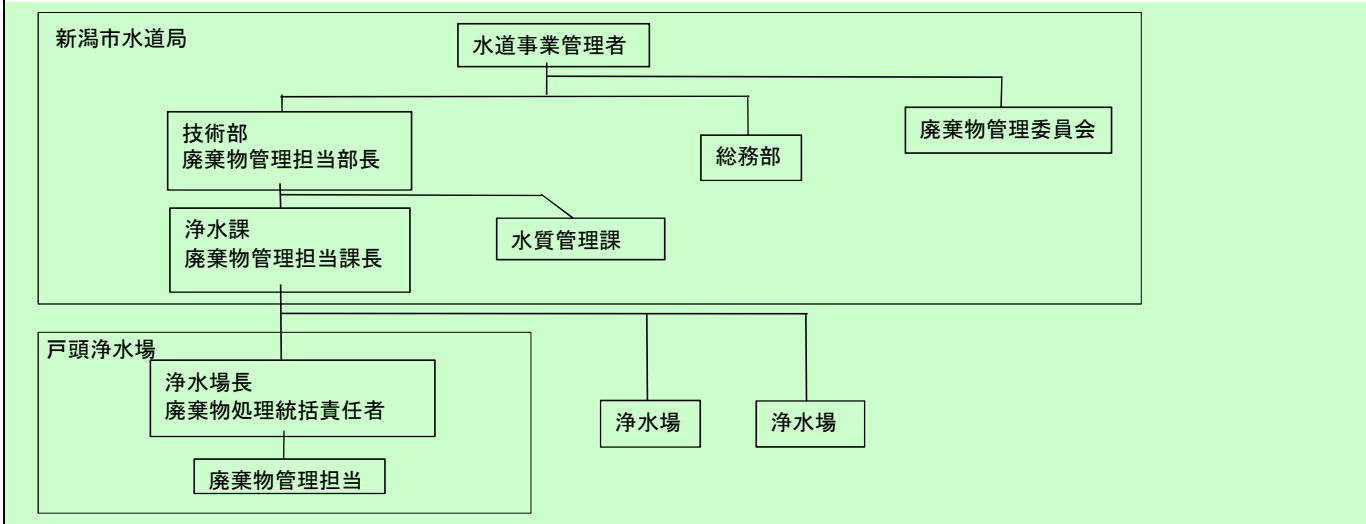 新潟市水道局
水道事業管理者
技術部
廃棄物管理担当部長
総務部
廃棄物管理委員会
浄水課
廃棄物管理担当課長
水質管理課
戸頭浄水場
浄水場長
廃棄物処理統括責任者
浄水場
浄水場
廃棄物管理担当